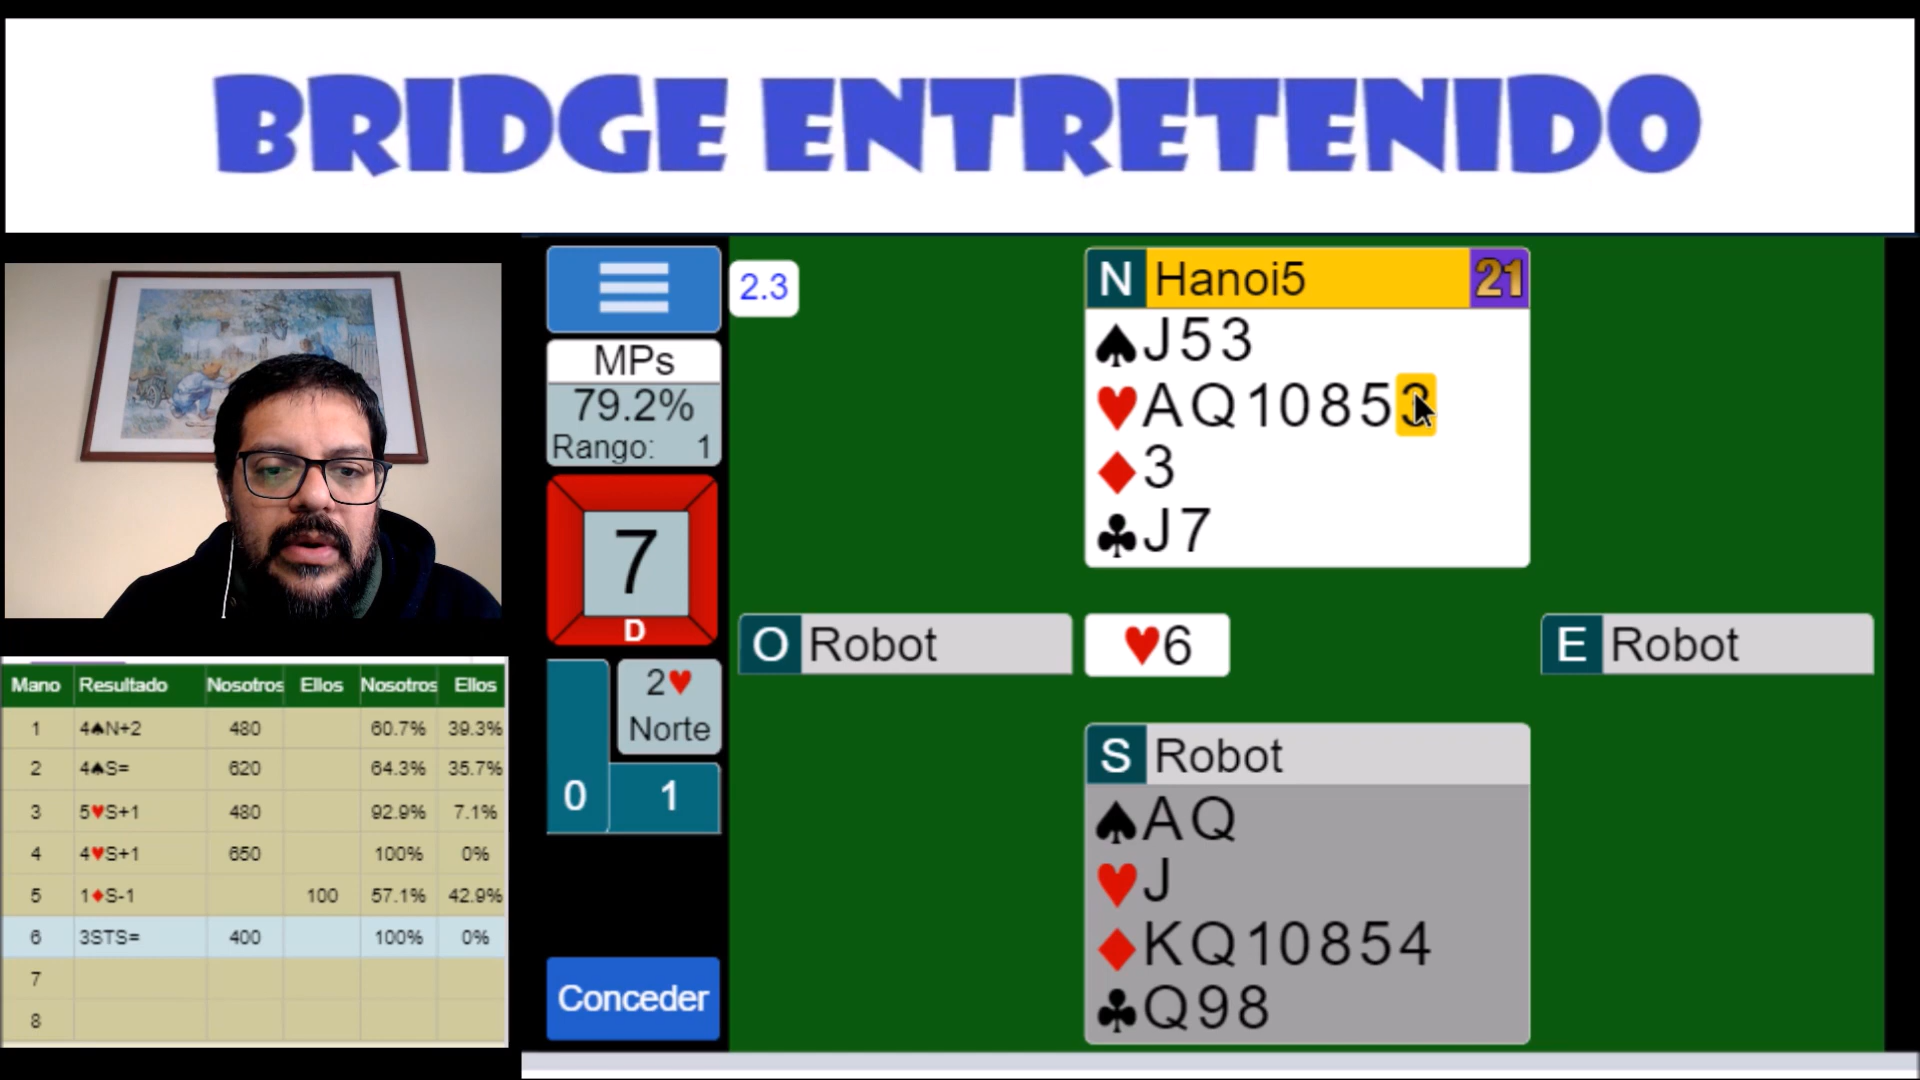 BRIDGE ENTRETENIDO
2.3
N Hanoi5 21
♠J53
♥AQ10853
♦3
♣J7
MPs
79.2%
Rango: 1
7
D
2♥
Norte
0 1
Conceder
O Robot
♥6
E Robot
S Robot
♠AQ
♥J
♦KQ10854
♣Q98
Mano Resultado Nosotros Ellos Nosotros Ellos
1 4♠N+2 480 60.7% 39.3%
2 4♠S= 620 64.3% 35.7%
3 5♥S+1 480 92.9% 7.1%
4 4♥S+1 650 100% 0%
5 1♦S-1 100 57.1% 42.9%
6 3STS= 400 100% 0%
7
8